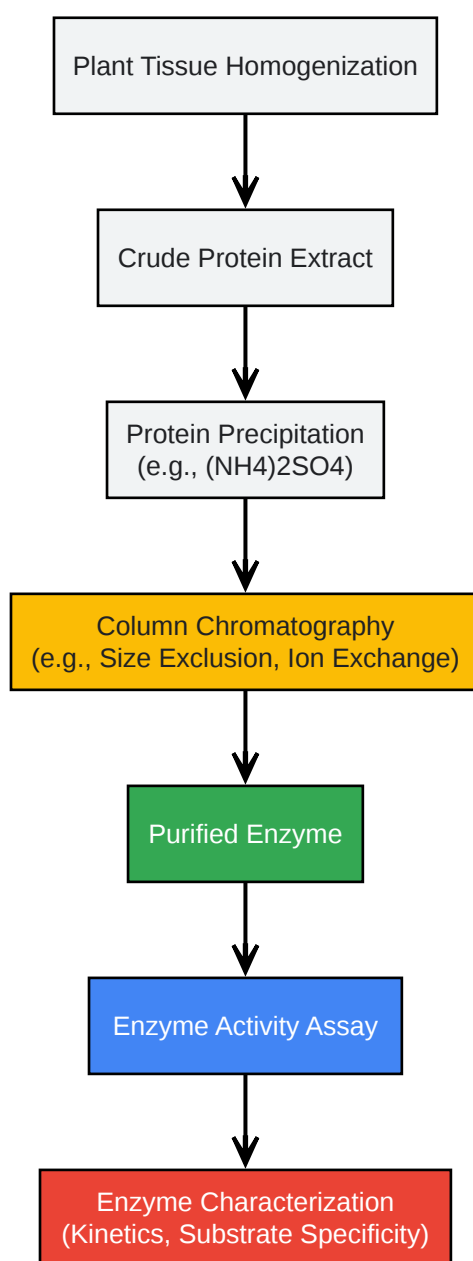 Plant Tissue Homogenization
Crude Protein Extract
Protein Precipitation
(e.g., (NH4)2SO4)
Column Chromatography
(e.g., Size Exclusion, Ion Exchange)
Purified Enzyme
Enzyme Activity Assay
Enzyme Characterization
(Kinetics, Substrate Specificity)